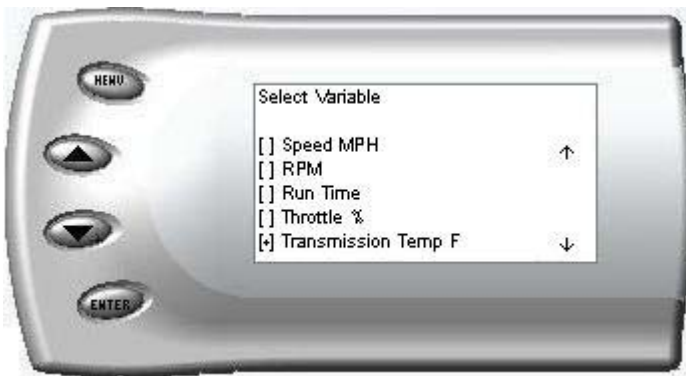 MENU
Select Variable
[ ] Speed MPH
[ ] RPM
[ ] Run Time
[ ] Throttle %
[+] Transmission Temp F
ENTER